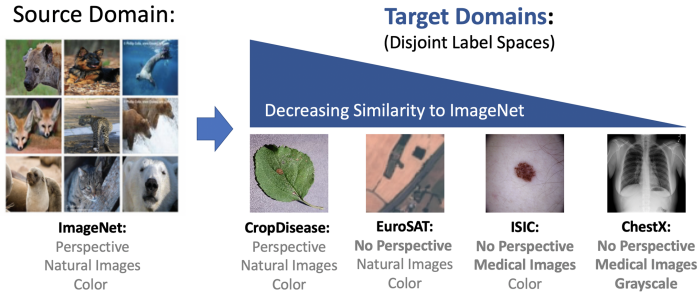 Source Domain:
Target Domains:
(Disjoint Label Spaces)
Decreasing Similarity to ImageNet
ImageNet:
Perspective
Natural Images
Color
CropDisease:
Perspective
Natural Images
Color
EuroSAT:
No Perspective
Natural Images
Color
ISIC:
No Perspective
Medical Images
Color
ChestX:
No Perspective
Medical Images
Grayscale